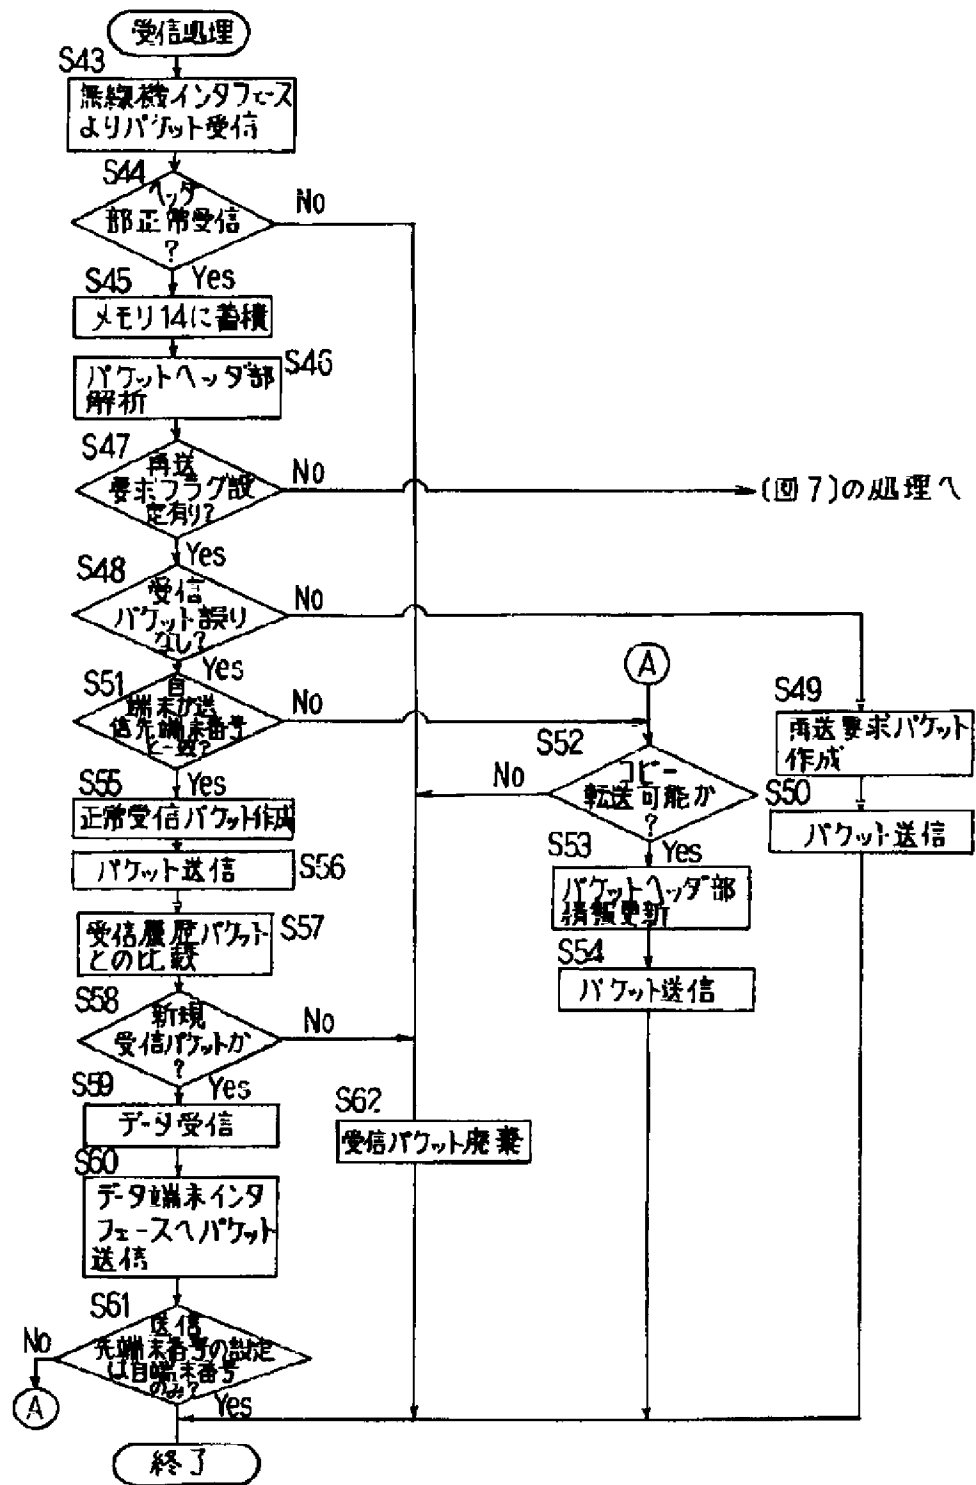 受信処理
S43
無線機インタフェース
よりパケット受信
S44
ヘッダ
部正常受信
?
No
Yes
S45
メモリ14に蓄積
S46
パケットヘッダ部
解析
S47
再送
要求フラグ設
定有り?
No
(図7)の処理へ
Yes
S48
受信
パケット誤り
なし?
No
Yes
S51
自
端末が送
信先端末番号
と一致?
No
Yes
A
S49
再送要求パケット
作成
S50
パケット送信
S52
コピー
転送可能か
?
No
Yes
S53
パケットヘッダ部
情報更新
S54
パケット送信
S55
正常受信パケット作成
S56
パケット送信
S57
受信履歴パケット
との比較
S58
新規
受信パケットか
?
No
Yes
S59
データ受信
S62
受信パケット廃棄
S60
データ端末インタ
フェースへパケット
送信
S61
送信
先端末番号の設定
は自端末番号
のみ?
No
A
Yes
終了